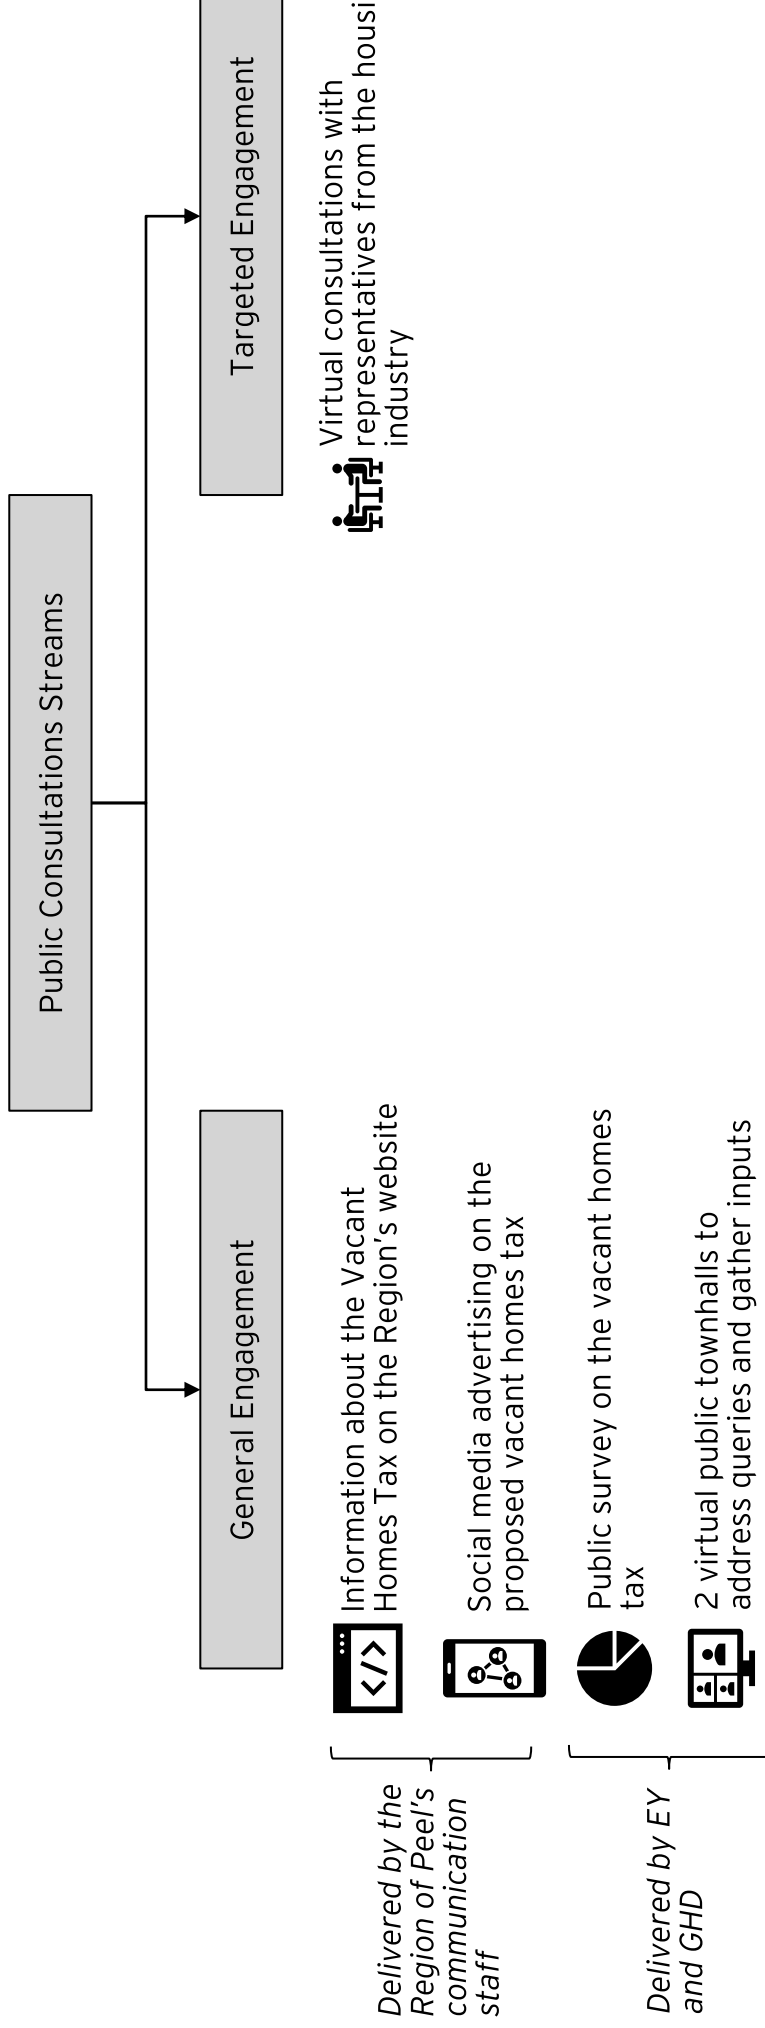 Public Consultations Streams
General Engagement
Targeted Engagement
Delivered by the
Region of Peel's
communication
staff
Information about the Vacant
Homes Tax on the Region's website
Social media advertising on the
proposed vacant homes tax
Delivered by EY
and GHD
Public survey on the vacant homes
tax
2 virtual public townhalls to
address queries and gather inputs
Virtual consultations with
representatives from the housi
industry